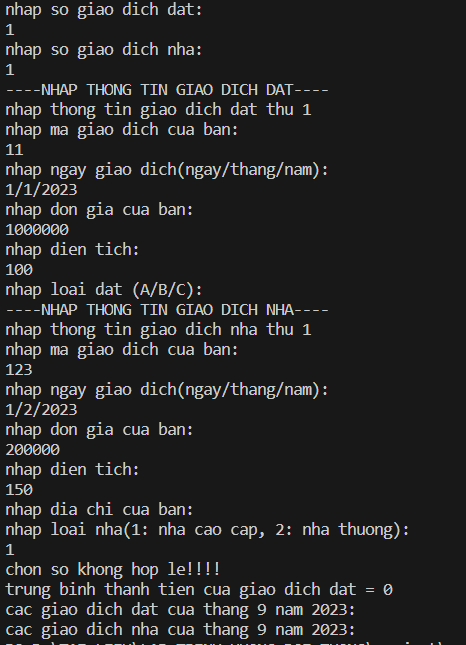 nhap so giao dich dat:
1
nhap so giao dich nha:
1
----NHAP THONG TIN GIAO DICH DAT----
nhap thong tin giao dich dat thu 1
nhap ma giao dich cua ban:
11
nhap ngay giao dich(ngay/thang/nam):
1/1/2023
nhap don gia cua ban:
1000000
nhap dien tich:
100
nhap loai dat (A/B/C):
----NHAP THONG TIN GIAO DICH NHA----
nhap thong tin giao dich nha thu 1
nhap ma giao dich cua ban:
123
nhap ngay giao dich(ngay/thang/nam):
1/2/2023
nhap don gia cua ban:
200000
nhap dien tich:
150
nhap dia chi cua ban:
nhap loai nha(1: nha cao cap, 2: nha thuong):
1
chon so khong hop le!!!!
trung binh thanh tien cua giao dich dat = 0
cac giao dich dat cua thang 9 nam 2023:
cac giao dich nha cua thang 9 nam 2023: